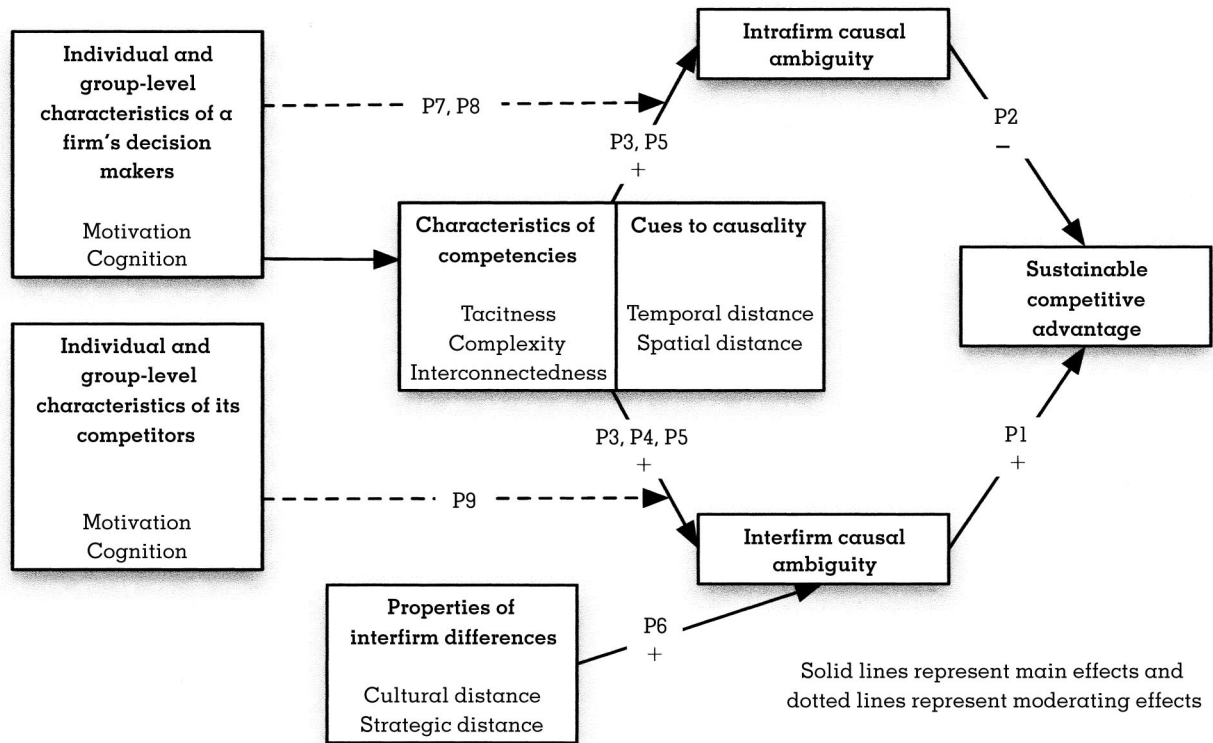 Individual and
group-level
characteristics of a
firm's decision
makers
Motivation
Cognition
P7, P8
Intrafirm causal
ambiguity
P3, P5
+
P2
−
Characteristics of
competencies
Tacitness
Complexity
Interconnectedness
Cues to causality
Temporal distance
Spatial distance
Sustainable
competitive
advantage
Individual and
group-level
characteristics of its
competitors
Motivation
Cognition
P3, P4, P5
+
P9
P1
+
Interfirm causal
ambiguity
Properties of
interfirm differences
Cultural distance
Strategic distance
P6
+
Solid lines represent main effects and
dotted lines represent moderating effects